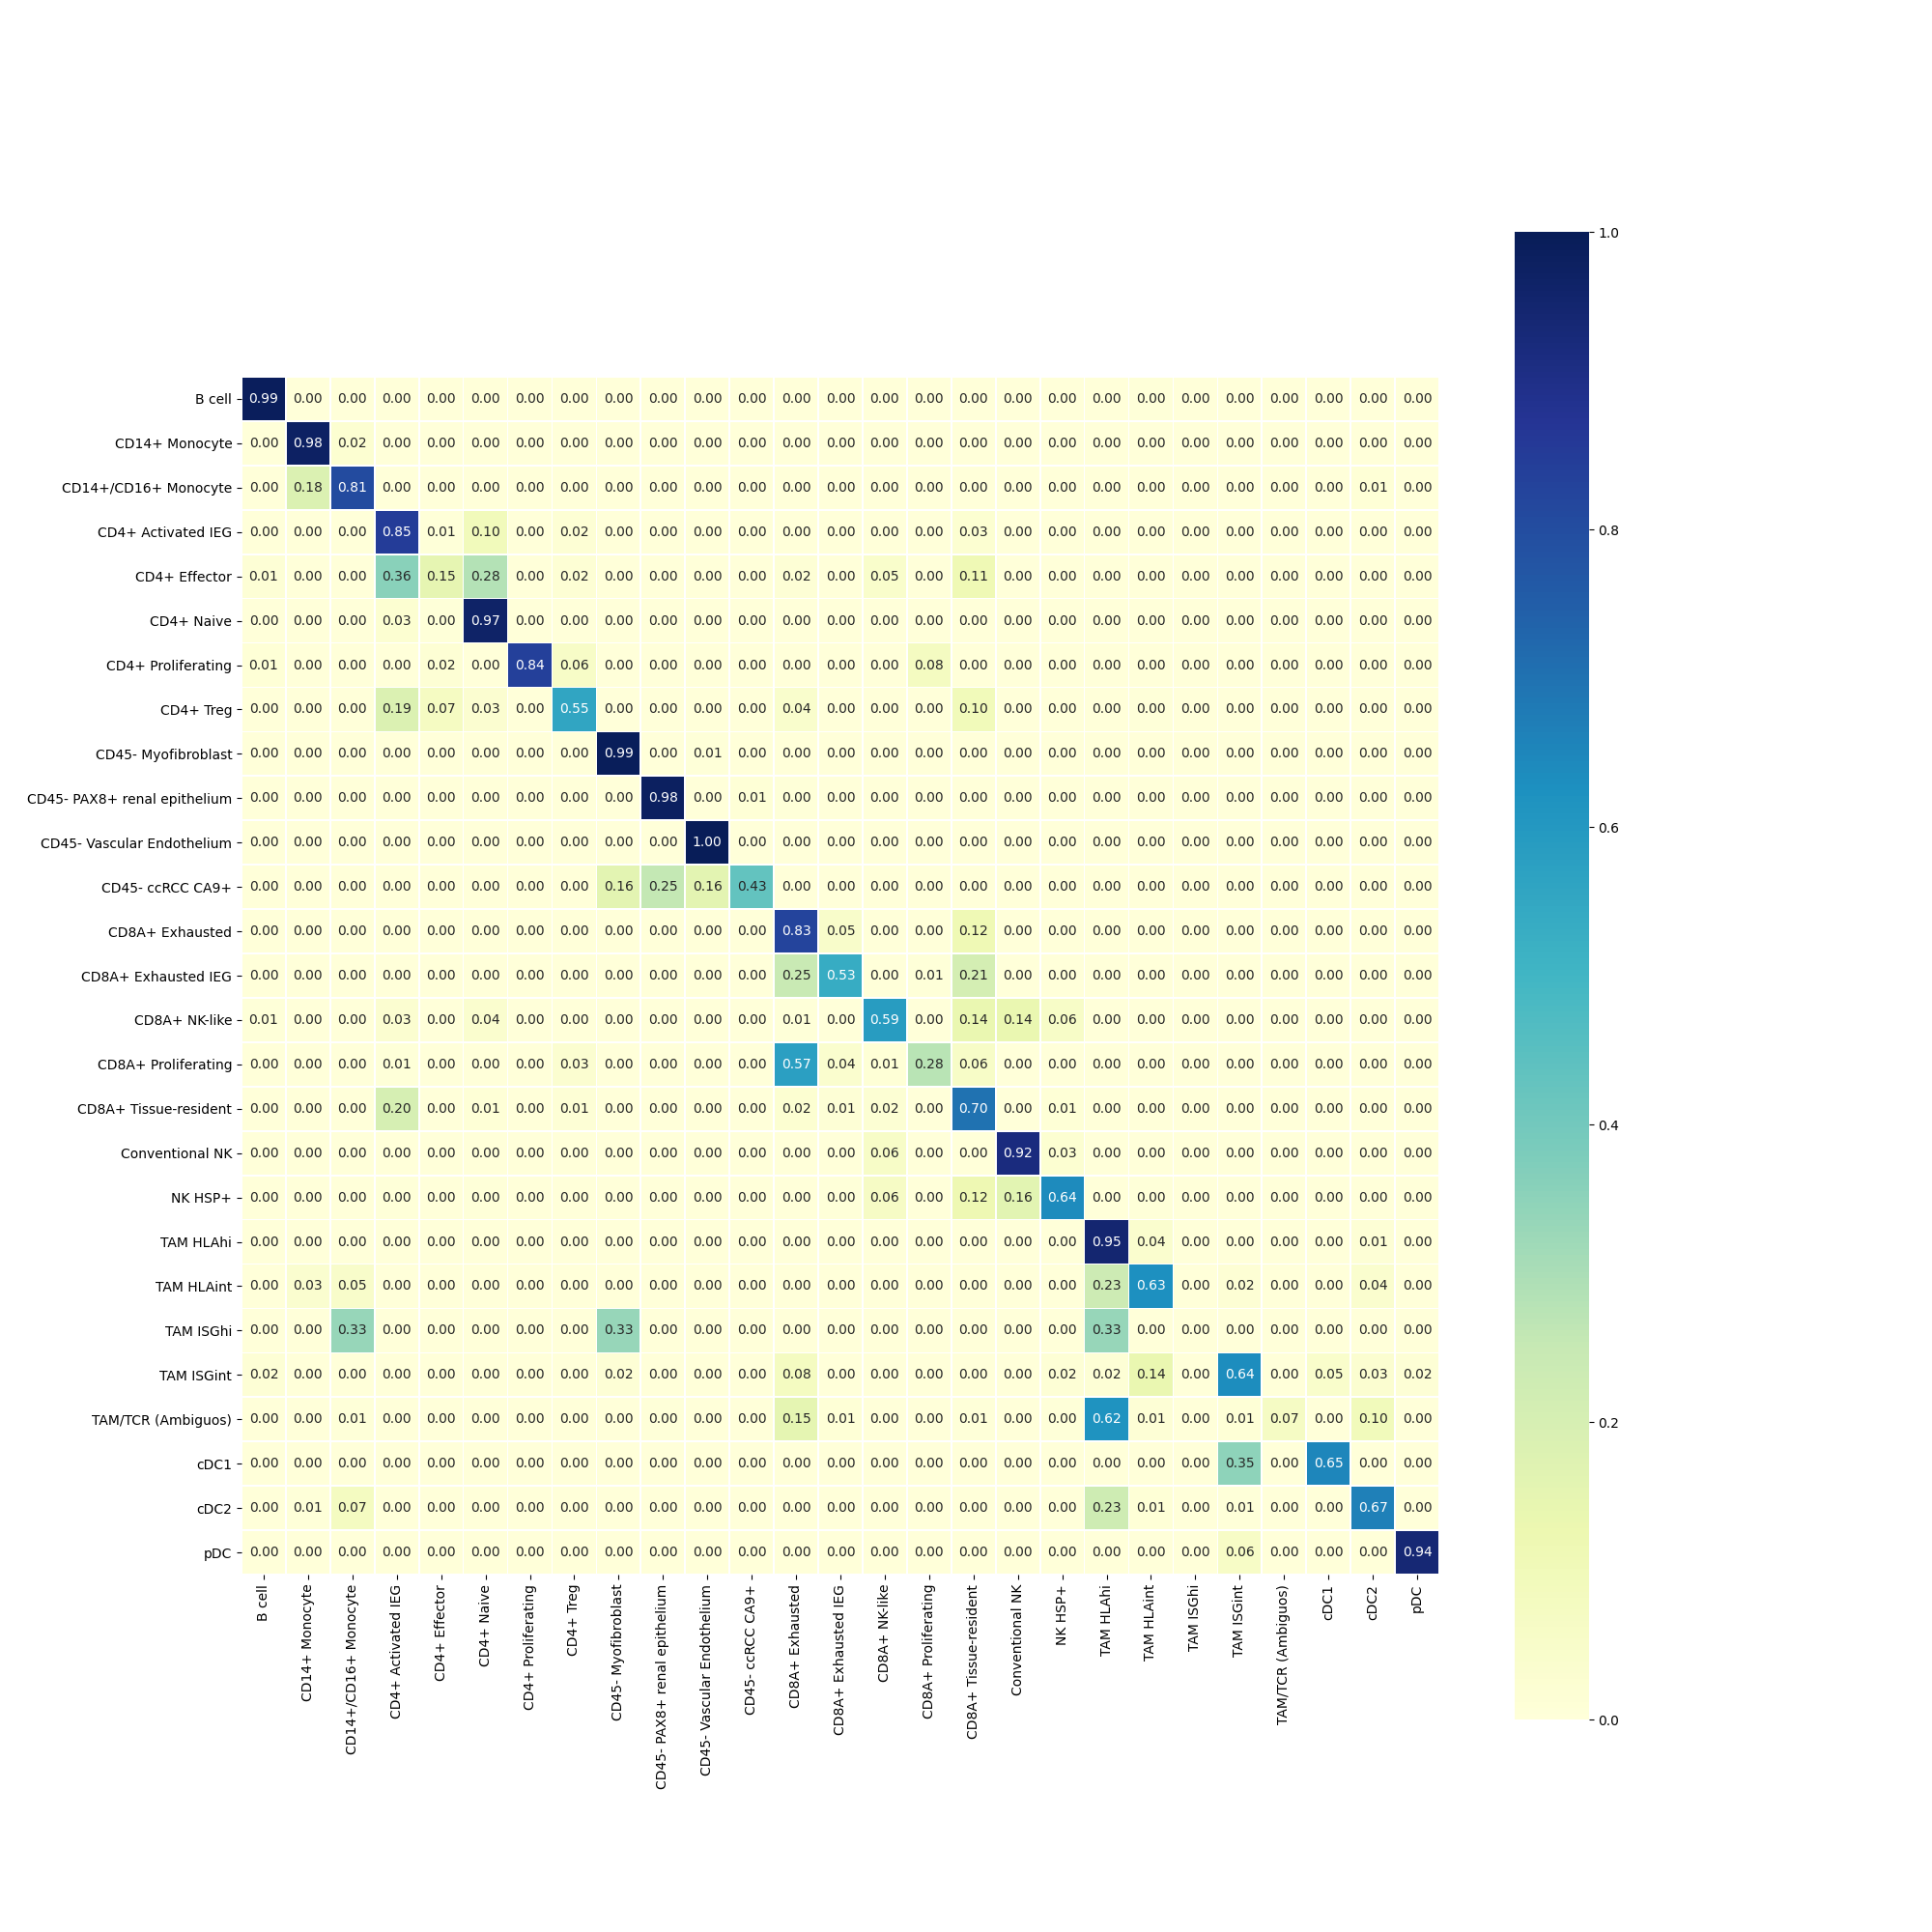 B cell 0.99 0.00 0.00 0.00 0.00 0.00 0.00 0.00 0.00 0.00 0.00 0.00 0.00 0.00 0.00 0.00 0.00 0.00 0.00 0.00 0.00 0.00 0.00 0.00 0.00 0.00 0.00
CD14+ Monocyte 0.00 0.98 0.02 0.00 0.00 0.00 0.00 0.00 0.00 0.00 0.00 0.00 0.00 0.00 0.00 0.00 0.00 0.00 0.00 0.00 0.00 0.00 0.00 0.00 0.00 0.00 0.00
CD14+/CD16+ Monocyte 0.00 0.18 0.81 0.00 0.00 0.00 0.00 0.00 0.00 0.00 0.00 0.00 0.00 0.00 0.00 0.00 0.00 0.00 0.00 0.00 0.00 0.00 0.00 0.00 0.00 0.01 0.00
CD4+ Activated IEG 0.00 0.00 0.00 0.85 0.01 0.10 0.00 0.02 0.00 0.00 0.00 0.00 0.00 0.00 0.00 0.00 0.03 0.00 0.00 0.00 0.00 0.00 0.00 0.00 0.00 0.00 0.00
CD4+ Effector 0.01 0.00 0.00 0.36 0.15 0.28 0.00 0.02 0.00 0.00 0.00 0.00 0.02 0.00 0.05 0.00 0.11 0.00 0.00 0.00 0.00 0.00 0.00 0.00 0.00 0.00 0.00
CD4+ Naive 0.00 0.00 0.00 0.03 0.00 0.97 0.00 0.00 0.00 0.00 0.00 0.00 0.00 0.00 0.00 0.00 0.00 0.00 0.00 0.00 0.00 0.00 0.00 0.00 0.00 0.00 0.00
CD4+ Proliferating 0.01 0.00 0.00 0.00 0.02 0.00 0.84 0.06 0.00 0.00 0.00 0.00 0.00 0.00 0.00 0.08 0.00 0.00 0.00 0.00 0.00 0.00 0.00 0.00 0.00 0.00 0.00
CD4+ Treg 0.00 0.00 0.00 0.19 0.07 0.03 0.00 0.55 0.00 0.00 0.00 0.00 0.04 0.00 0.00 0.00 0.10 0.00 0.00 0.00 0.00 0.00 0.00 0.00 0.00 0.00 0.00
CD45- Myofibroblast 0.00 0.00 0.00 0.00 0.00 0.00 0.00 0.00 0.99 0.00 0.01 0.00 0.00 0.00 0.00 0.00 0.00 0.00 0.00 0.00 0.00 0.00 0.00 0.00 0.00 0.00 0.00
CD45- PAX8+ renal epithelium 0.00 0.00 0.00 0.00 0.00 0.00 0.00 0.00 0.00 0.98 0.00 0.01 0.00 0.00 0.00 0.00 0.00 0.00 0.00 0.00 0.00 0.00 0.00 0.00 0.00 0.00 0.00
CD45- Vascular Endothelium 0.00 0.00 0.00 0.00 0.00 0.00 0.00 0.00 0.00 0.00 1.00 0.00 0.00 0.00 0.00 0.00 0.00 0.00 0.00 0.00 0.00 0.00 0.00 0.00 0.00 0.00 0.00
CD45- ccRCC CA9+ 0.00 0.00 0.00 0.00 0.00 0.00 0.00 0.00 0.16 0.25 0.16 0.43 0.00 0.00 0.00 0.00 0.00 0.00 0.00 0.00 0.00 0.00 0.00 0.00 0.00 0.00 0.00
CD8A+ Exhausted 0.00 0.00 0.00 0.00 0.00 0.00 0.00 0.00 0.00 0.00 0.00 0.00 0.83 0.05 0.00 0.00 0.12 0.00 0.00 0.00 0.00 0.00 0.00 0.00 0.00 0.00 0.00
CD8A+ Exhausted IEG 0.00 0.00 0.00 0.00 0.00 0.00 0.00 0.00 0.00 0.00 0.00 0.00 0.25 0.53 0.00 0.01 0.21 0.00 0.00 0.00 0.00 0.00 0.00 0.00 0.00 0.00 0.00
CD8A+ NK-like 0.01 0.00 0.00 0.03 0.00 0.04 0.00 0.00 0.00 0.00 0.00 0.00 0.01 0.00 0.59 0.00 0.14 0.14 0.06 0.00 0.00 0.00 0.00 0.00 0.00 0.00 0.00
CD8A+ Proliferating 0.00 0.00 0.00 0.01 0.00 0.00 0.00 0.03 0.00 0.00 0.00 0.00 0.57 0.04 0.01 0.28 0.06 0.00 0.00 0.00 0.00 0.00 0.00 0.00 0.00 0.00 0.00
CD8A+ Tissue-resident 0.00 0.00 0.00 0.20 0.00 0.01 0.00 0.01 0.00 0.00 0.00 0.00 0.02 0.01 0.02 0.00 0.70 0.00 0.01 0.00 0.00 0.00 0.00 0.00 0.00 0.00 0.00
Conventional NK 0.00 0.00 0.00 0.00 0.00 0.00 0.00 0.00 0.00 0.00 0.00 0.00 0.00 0.00 0.06 0.00 0.00 0.92 0.03 0.00 0.00 0.00 0.00 0.00 0.00 0.00 0.00
NK HSP+ 0.00 0.00 0.00 0.00 0.00 0.00 0.00 0.00 0.00 0.00 0.00 0.00 0.00 0.00 0.06 0.00 0.12 0.16 0.64 0.00 0.00 0.00 0.00 0.00 0.00 0.00 0.00
TAM HLAhi 0.00 0.00 0.00 0.00 0.00 0.00 0.00 0.00 0.00 0.00 0.00 0.00 0.00 0.00 0.00 0.00 0.00 0.00 0.00 0.95 0.04 0.00 0.00 0.00 0.00 0.01 0.00
TAM HLAint 0.00 0.03 0.05 0.00 0.00 0.00 0.00 0.00 0.00 0.00 0.00 0.00 0.00 0.00 0.00 0.00 0.00 0.00 0.00 0.23 0.63 0.00 0.02 0.00 0.00 0.04 0.00
TAM ISGhi 0.00 0.00 0.33 0.00 0.00 0.00 0.00 0.00 0.33 0.00 0.00 0.00 0.00 0.00 0.00 0.00 0.00 0.00 0.00 0.33 0.00 0.00 0.00 0.00 0.00 0.00 0.00
TAM ISGint 0.02 0.00 0.00 0.00 0.00 0.00 0.00 0.00 0.02 0.00 0.00 0.00 0.08 0.00 0.00 0.00 0.00 0.00 0.02 0.02 0.14 0.00 0.64 0.00 0.05 0.03 0.02
TAM/TCR (Ambiguos) 0.00 0.00 0.01 0.00 0.00 0.00 0.00 0.00 0.00 0.00 0.00 0.00 0.15 0.01 0.00 0.00 0.01 0.00 0.00 0.62 0.01 0.00 0.01 0.07 0.00 0.10 0.00
cDC1 0.00 0.00 0.00 0.00 0.00 0.00 0.00 0.00 0.00 0.00 0.00 0.00 0.00 0.00 0.00 0.00 0.00 0.00 0.00 0.00 0.00 0.00 0.35 0.00 0.65 0.00 0.00
cDC2 0.00 0.01 0.07 0.00 0.00 0.00 0.00 0.00 0.00 0.00 0.00 0.00 0.00 0.00 0.00 0.00 0.00 0.00 0.00 0.23 0.01 0.00 0.01 0.00 0.00 0.67 0.00
pDC 0.00 0.00 0.00 0.00 0.00 0.00 0.00 0.00 0.00 0.00 0.00 0.00 0.00 0.00 0.00 0.00 0.00 0.00 0.00 0.00 0.00 0.00 0.06 0.00 0.00 0.00 0.94
B cell
CD14+ Monocyte
CD14+/CD16+ Monocyte
CD4+ Activated IEG
CD4+ Effector
CD4+ Naive
CD4+ Proliferating
CD4+ Treg
CD45- Myofibroblast
CD45- PAX8+ renal epithelium
CD45- Vascular Endothelium
CD45- ccRCC CA9+
CD8A+ Exhausted
CD8A+ Exhausted IEG
CD8A+ NK-like
CD8A+ Proliferating
CD8A+ Tissue-resident
Conventional NK
NK HSP+
TAM HLAhi
TAM HLAint
TAM ISGhi
TAM ISGint
TAM/TCR (Ambiguos)
cDC1
cDC2
pDC
1.0
0.8
0.6
0.4
0.2
0.0